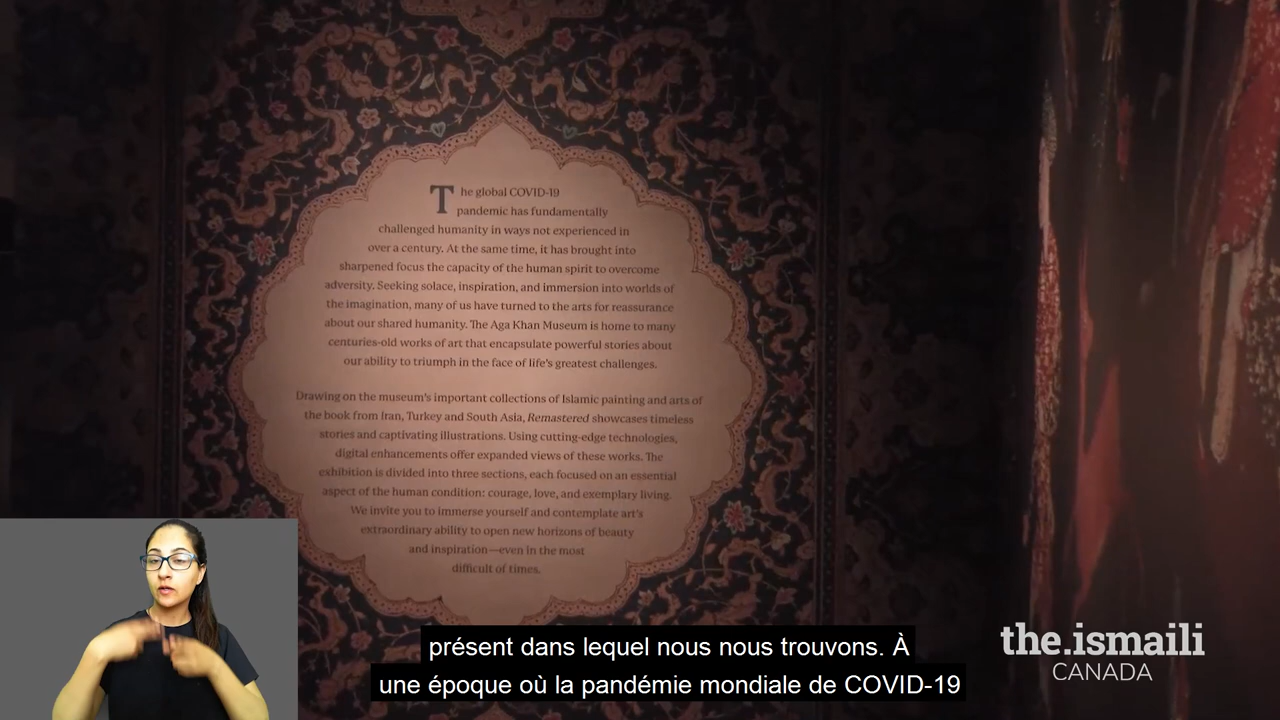 The global COVID-19
pandemic has fundamentally
challenged humanity in ways not experienced in
over a century. At the same time, it has brought into
sharpened focus the capacity of the human spirit to overcome
adversity. Seeking solace, inspiration, and immersion into worlds of
the imagination, many of us have turned to the arts for reassurance
about our shared humanity. The Aga Khan Museum is home to many
centuries-old works of art that encapsulate powerful stories about
our ability to triumph in the face of life's greatest challenges.
Drawing on the museum's important collections of Islamic painting and arts of
the book from Iran, Turkey and South Asia, Remastered showcases timeless
stories and captivating illustrations. Using cutting-edge technologies,
digital enhancements offer expanded views of these works. The
exhibition is divided into three sections, each focused on an essential
aspect of the human condition: courage, love, and exemplary living.
We invite you to immerse yourself and contemplate art's
extraordinary ability to open new horizons of beauty
and inspiration—even in the most
difficult of times.
présent dans lequel nous nous trouvons. À
une époque où la pandémie mondiale de COVID-19
the.ismaili
CANADA